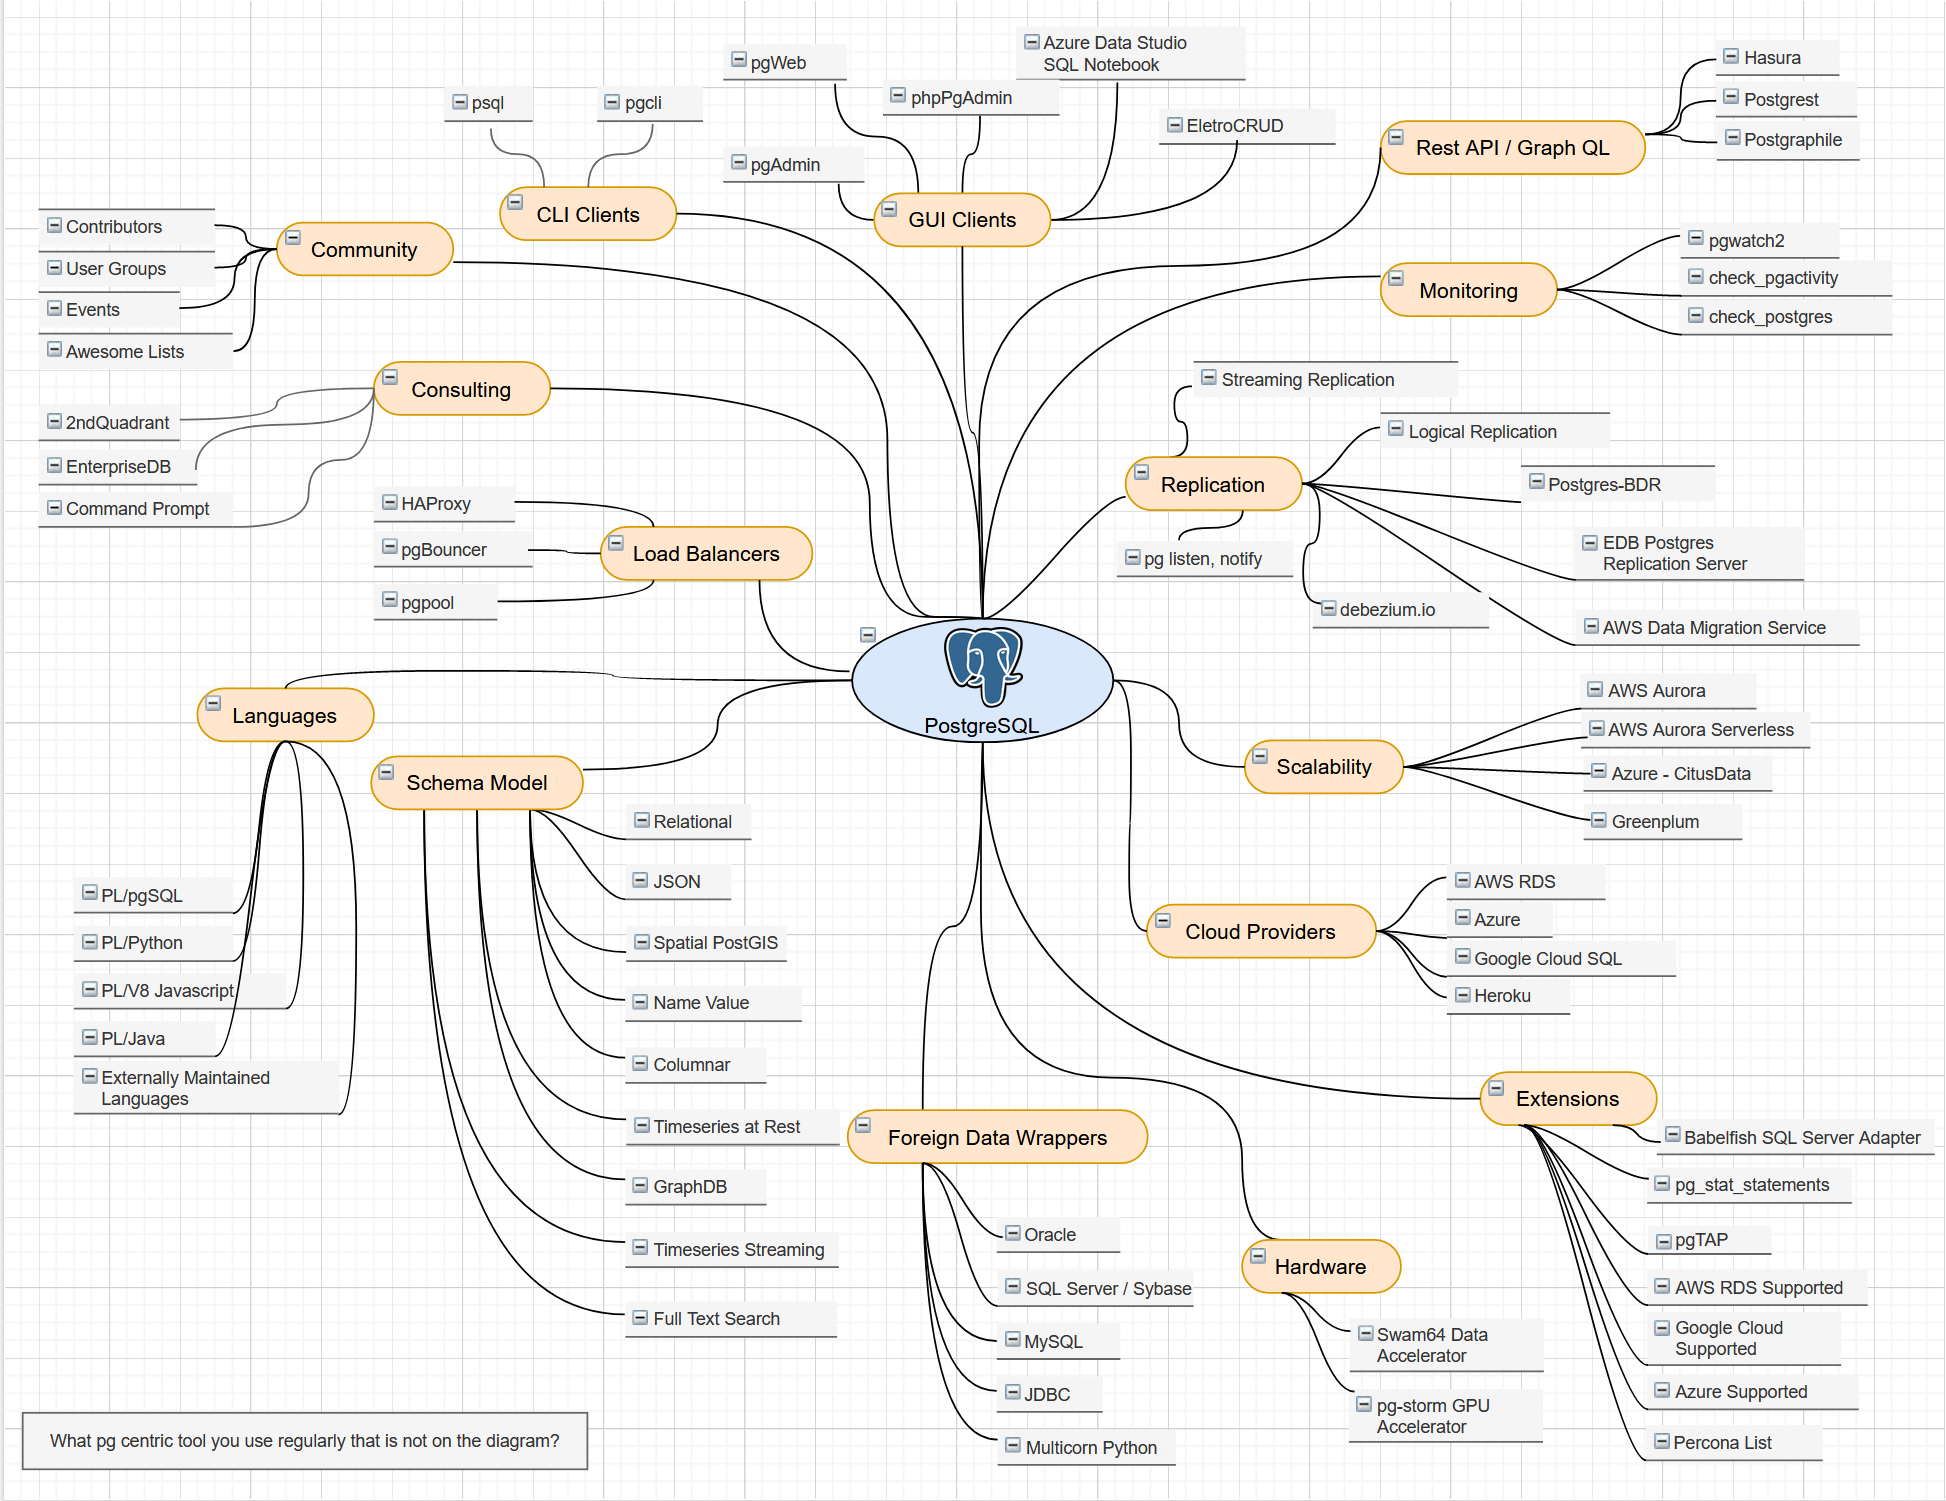 psql
pgcli
CLI Clients
pgWeb
phpPgAdmin
Azure Data Studio
SQL Notebook
EletroCRUD
pgAdmin
GUI Clients
Rest API / Graph QL
Hasura
Postgrest
Postgraphile
Community
Contributors
User Groups
Events
Awesome Lists
Monitoring
pgwatch2
check_pgactivity
check_postgres
Consulting
2ndQuadrant
EnterpriseDB
Command Prompt
Replication
Streaming Replication
Logical Replication
Postgres-BDR
EDB Postgres
Replication Server
AWS Data Migration Service
debezium.io
pg listen, notify
Load Balancers
HAProxy
pgBouncer
pgpool
PostgreSQL
Languages
PL/pgSQL
PL/Python
PL/V8 Javascript
PL/Java
Externally Maintained
Languages
Schema Model
Relational
JSON
Spatial PostGIS
Name Value
Columnar
Timeseries at Rest
GraphDB
Timeseries Streaming
Full Text Search
Scalability
AWS Aurora
AWS Aurora Serverless
Azure - CitusData
Greenplum
Cloud Providers
AWS RDS
Azure
Google Cloud SQL
Heroku
Foreign Data Wrappers
Oracle
SQL Server / Sybase
MySQL
JDBC
Multicorn Python
Hardware
Swam64 Data
Accelerator
pg-storm GPU
Accelerator
Extensions
Babelfish SQL Server Adapter
pg_stat_statements
pgTAP
AWS RDS Supported
Google Cloud
Supported
Azure Supported
Percona List
What pg centric tool you use regularly that is not on the diagram?